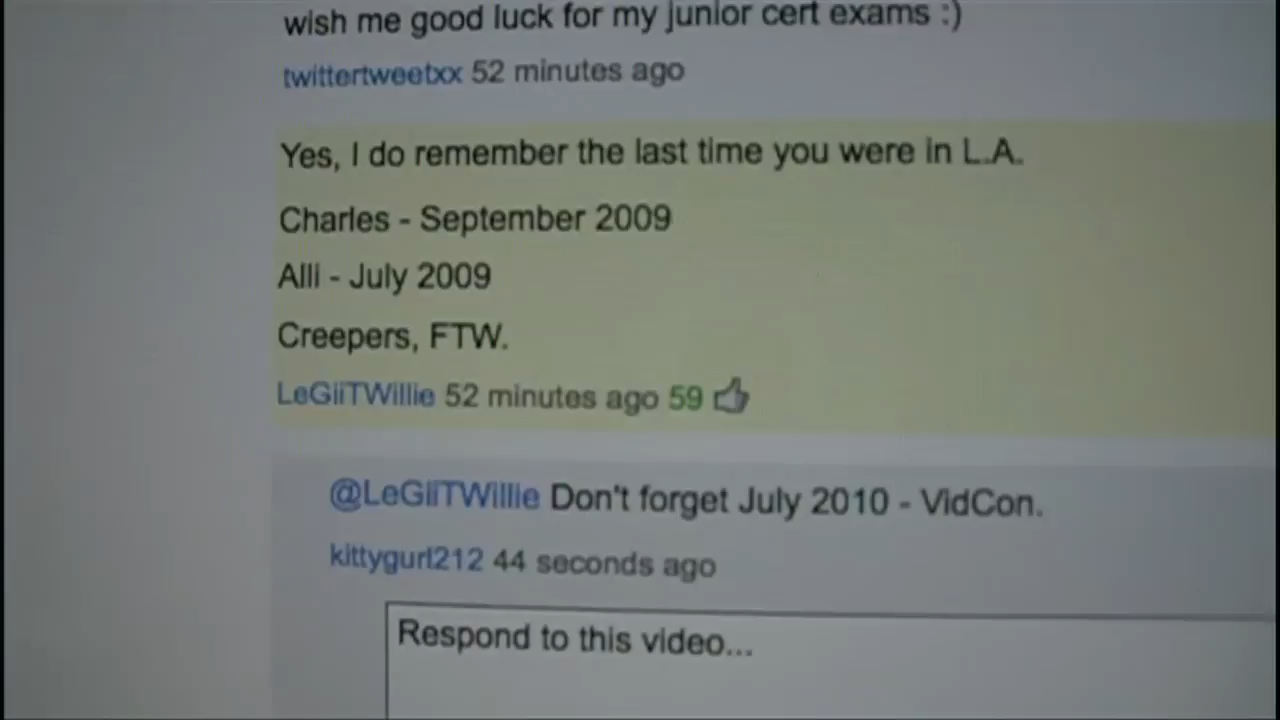 wish me good luck for my junior cert exams :)
twittertweetxx 52 minutes ago
Yes, I do remember the last time you were in L.A.
Charles - September 2009
Alli - July 2009
Creepers, FTW.
LeGiiTWillie 52 minutes ago 59
@LeGiiTWillie Don't forget July 2010 - VidCon.
kittygurl212 44 seconds ago
Respond to this video...